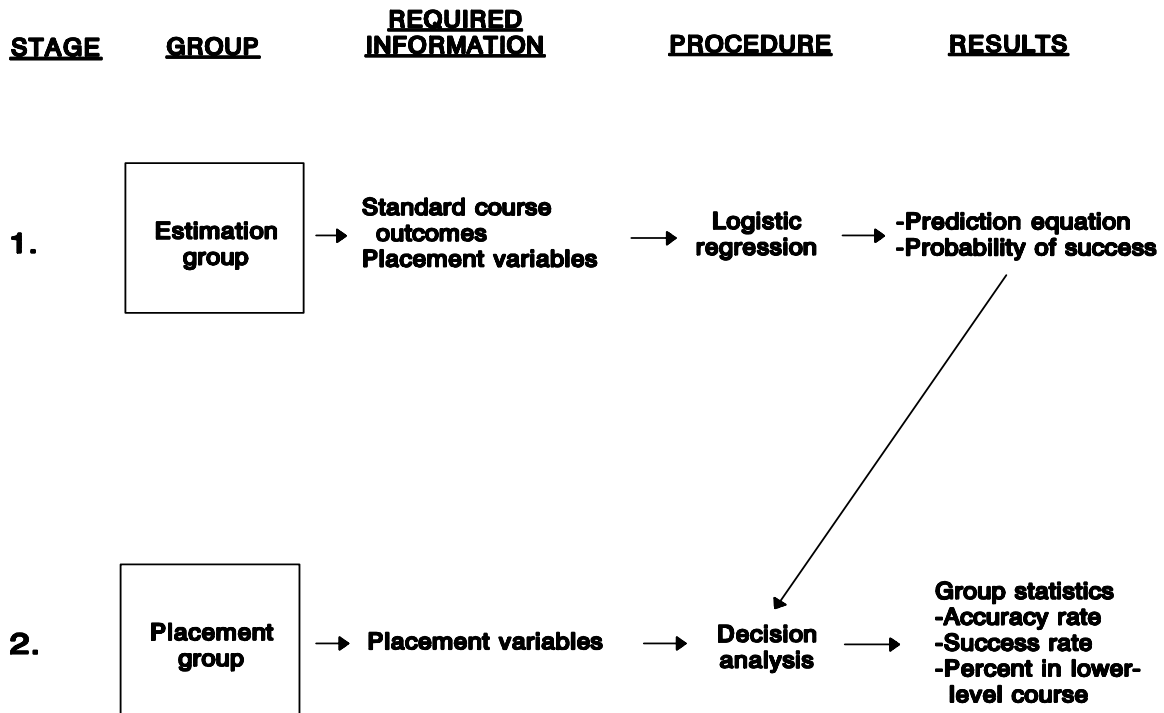 STAGE
GROUP
REQUIRED
INFORMATION
PROCEDURE
RESULTS
1.
Estimation
group
Standard course
outcomes
Placement variables
Logistic
regression
-Prediction equation
-Probability of success
2.
Placement
group
Placement variables
Decision
analysis
Group statistics
-Accuracy rate
-Success rate
-Percent in lower-
level course